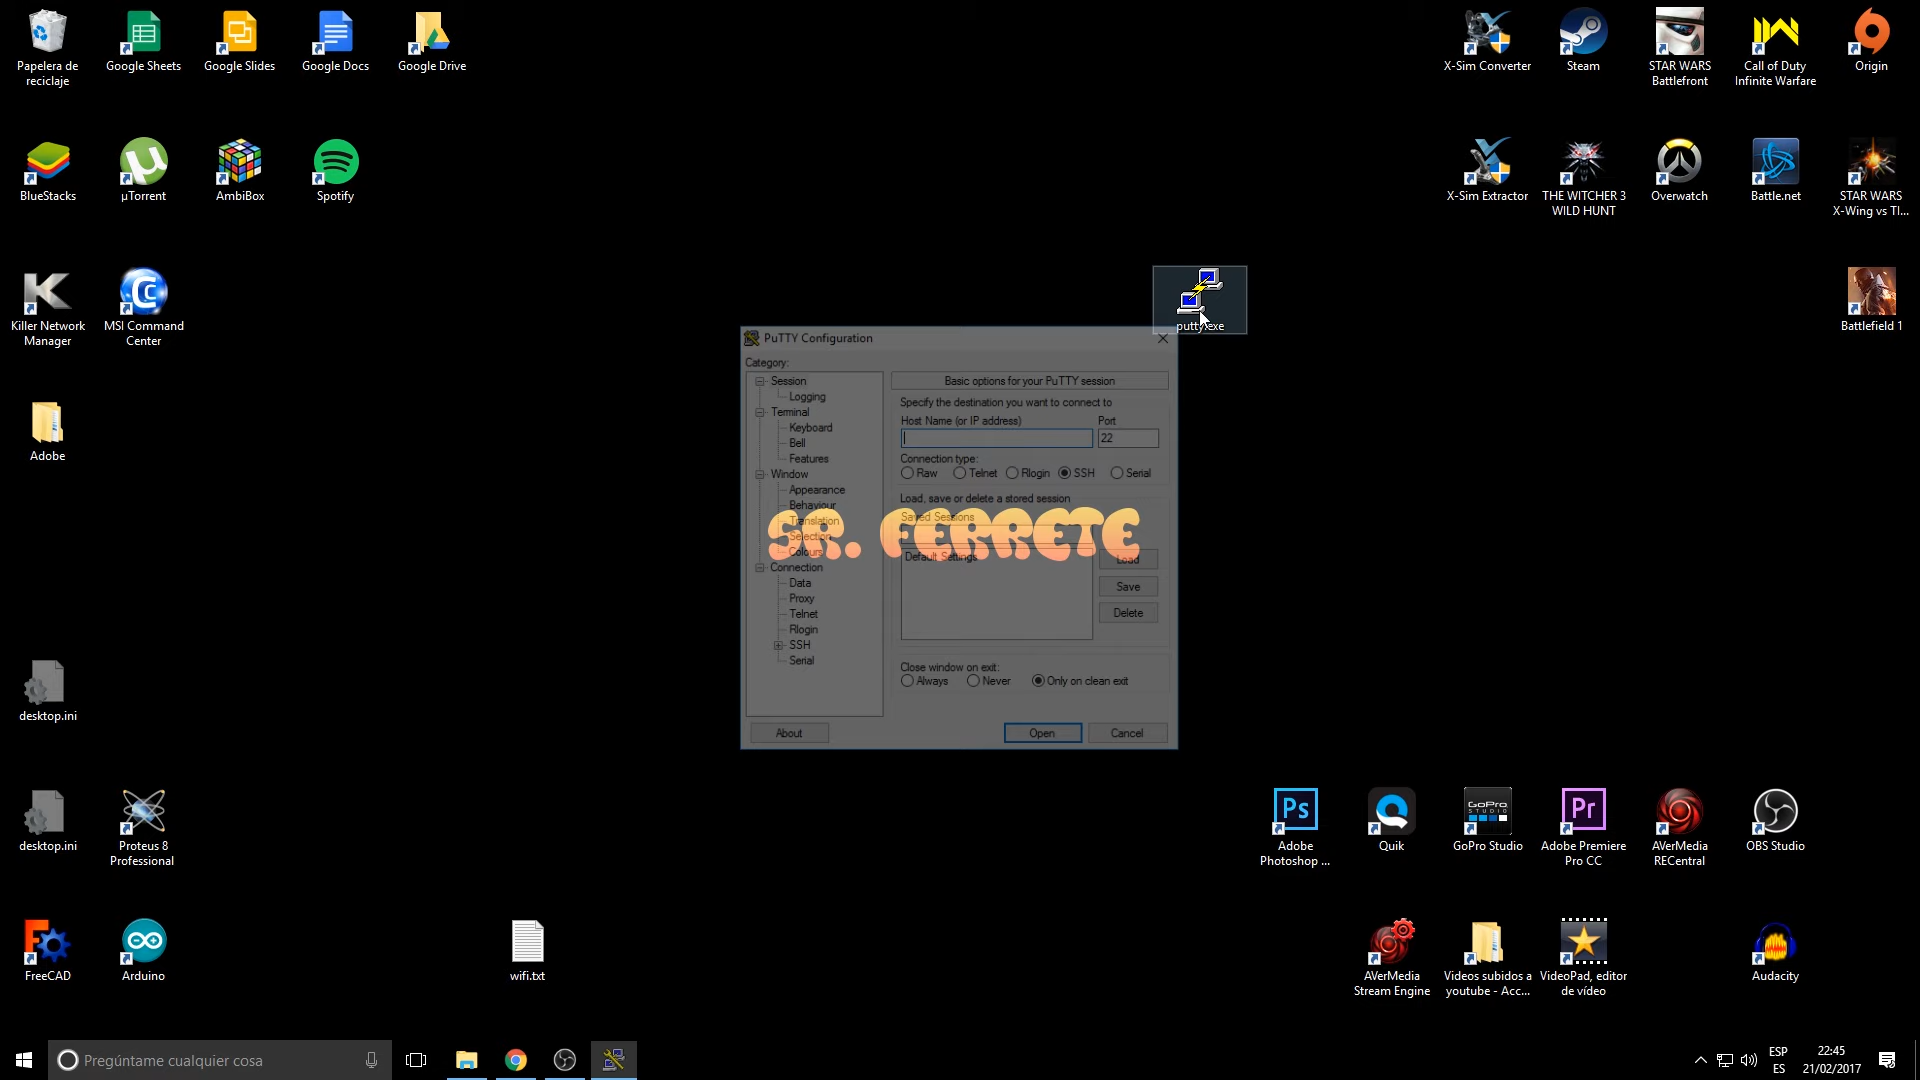 Papelera de
reciclaje
Google Sheets
Google Slides
Google Docs
Google Drive
X-Sim Converter
Steam
STAR WARS
Battlefront
Call of Duty
Infinite Warfare
Origin
BlueStacks
µTorrent
AmbiBox
Spotify
X-Sim Extractor
THE WITCHER 3
WILD HUNT
Overwatch
Battle.net
STAR WARS
X-Wing vs TI...
Killer Network
Manager
MSI Command
Center
putty.exe
Battlefield 1
PuTTY Configuration
Category:
Session
Logging
Terminal
Keyboard
Bell
Features
Window
Appearance
Behaviour
Translation
Selection
Colours
Connection
Data
Proxy
Telnet
Rlogin
SSH
Serial
Basic options for your PuTTY session
Specify the destination you want to connect to
Host Name (or IP address)
Port
22
Connection type:
Raw
Telnet
Rlogin
SSH
Serial
Load, save or delete a stored session
Saved Sessions
Default Settings
Load
Save
Delete
Close window on exit:
Always
Never
Only on clean exit
About
Open
Cancel
SR. FERRETE
Adobe
desktop.ini
desktop.ini
Proteus 8
Professional
Ps
Adobe
Photoshop ...
Quik
GoPro
STUDIO
GoPro Studio
Pr
Adobe Premiere
Pro CC
AVerMedia
RECentral
OBS Studio
FreeCAD
Arduino
wifi.txt
AVerMedia
Stream Engine
Videos subidos a
youtube - Acc...
VideoPad, editor
de vídeo
Audacity
Pregúntame cualquier cosa
ESP
ES
22:45
21/02/2017